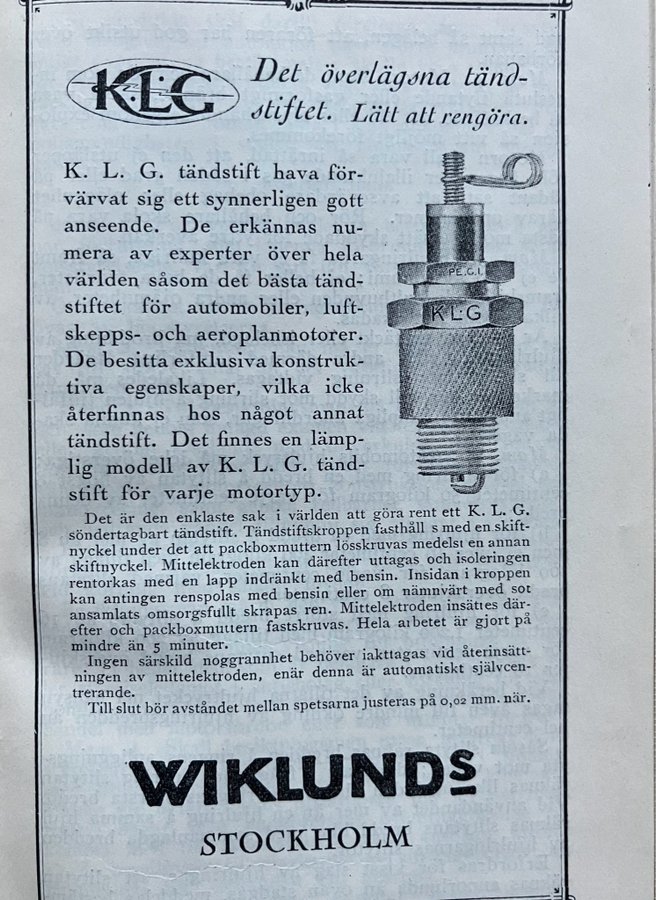 K.L.G
Det överlägsna tänd-
stiftet. Lätt att rengöra.
K. L. G. tändstift hava för-
värvat sig ett synnerligen gott
anseende. De erkännas nu-
mera av experter över hela
världen såsom det bästa tänd-
stiftet för automobiler, luft-
skepps- och aeroplanmotorer.
De besitta exklusiva konstruk-
tiva egenskaper, vilka icke
återfinnas hos något annat
tändstift. Det finnes en lämp-
lig modell av K. L. G. tänd-
stift för varje motortyp.
P.E.G.I.
K L·G
Det är den enklaste sak i världen att göra rent ett K. L. G.
söndertagbart tändstift. Tändstiftskroppen fasthåll s med en skift-
nyckel under det att packboxmuttern lösskruvas medelst en annan
skiftnyckel. Mittelektroden kan därefter uttagas och isoleringen
rentorkas med en lapp indränkt med bensin. Insidan i kroppen
kan antingen renspolas med bensin eller om nämnvärt med sot
ansamlats omsorgsfullt skrapas ren. Mittelektroden insättes där-
efter och packboxmuttern fastskruvas. Hela arbetet är gjort på
mindre än 5 minuter.
Ingen särskild noggrannhet behöver iakttagas vid återinsätt-
ningen av mittelektroden, enär denna är automatiskt självcen-
trerande.
Till slut bör avståndet mellan spetsarna justeras på 0,02 mm. när.
WIKLUNDS
STOCKHOLM